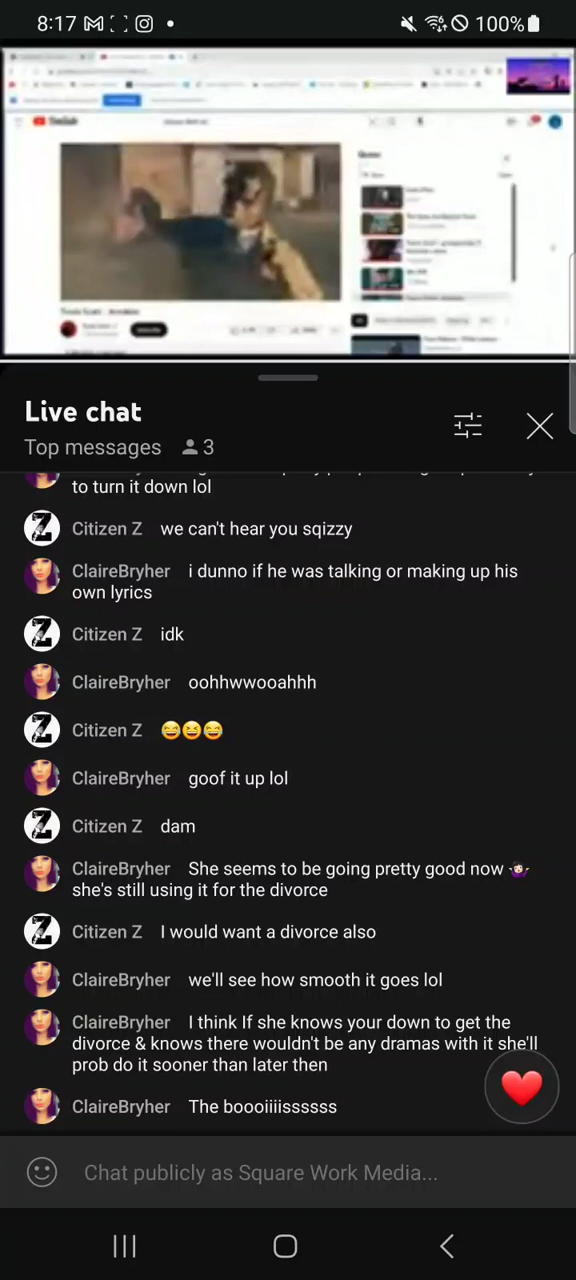 8:17
100%
Live chat
Top messages 3
to turn it down lol
Citizen Z we can't hear you sqizzy
ClaireBryher i dunno if he was talking or making up his
own lyrics
Citizen Z idk
ClaireBryher oohhwwooahhh
Citizen Z 😂😆😂
ClaireBryher goof it up lol
Citizen Z dam
ClaireBryher She seems to be going pretty good now 🤷🏻‍♀️
she's still using it for the divorce
Citizen Z I would want a divorce also
ClaireBryher we'll see how smooth it goes lol
ClaireBryher I think If she knows your down to get the
divorce & knows there wouldn't be any dramas with it she'll
prob do it sooner than later then
ClaireBryher The boooiiiissssss
Chat publicly as Square Work Media...